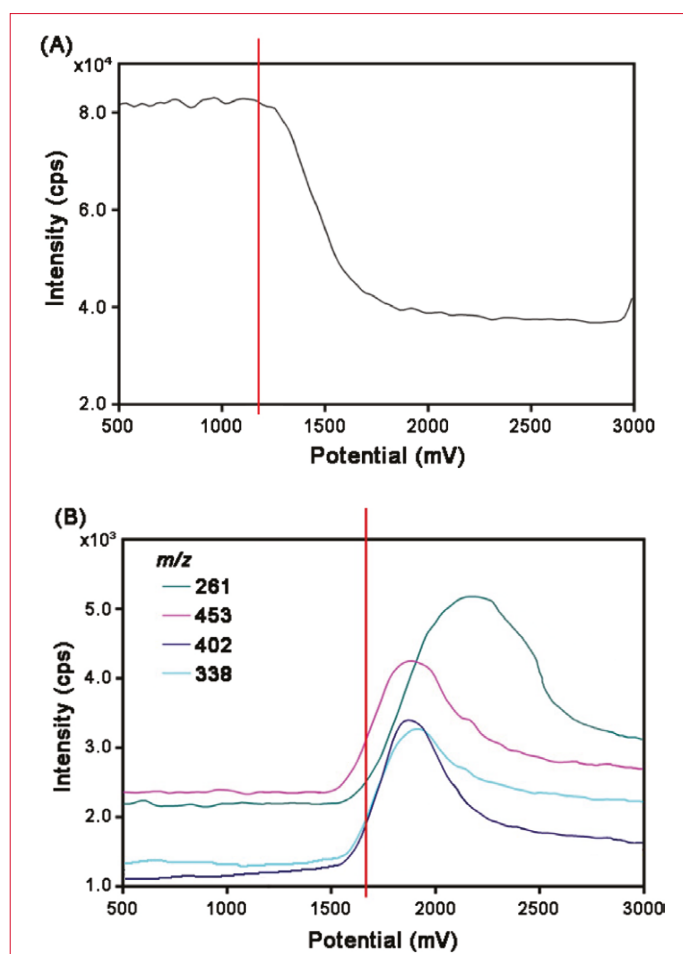 (A)
x10⁴
8.0
6.0
4.0
2.0
Intensity (cps)
500 1000 1500 2000 2500 3000
Potential (mV)
(B)
x10³
m/z
261
453
402
338
5.0
4.0
3.0
2.0
1.0
Intensity (cps)
500 1000 1500 2000 2500 3000
Potential (mV)